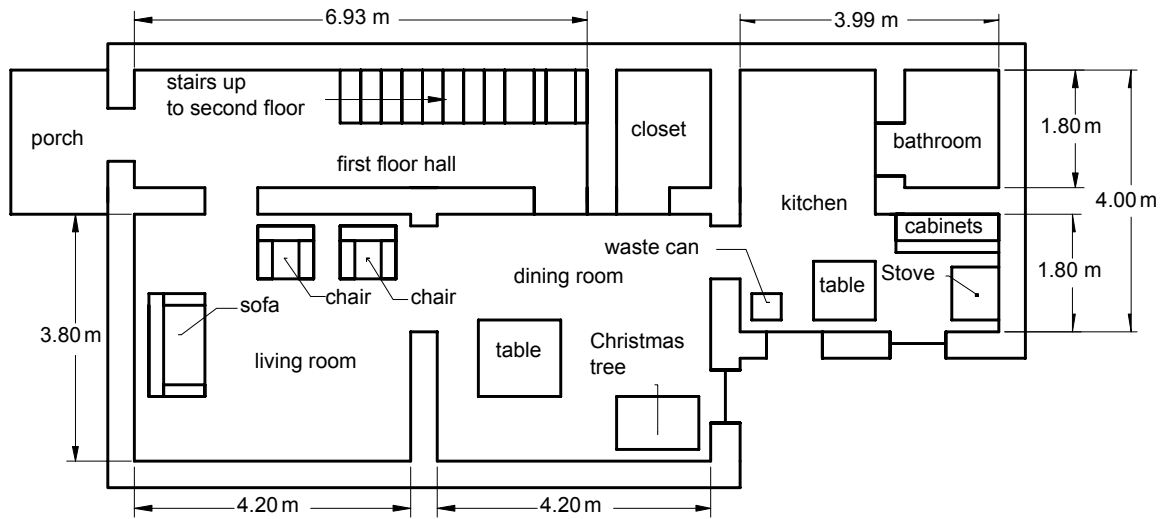 6.93 m
3.99 m
stairs up
to second floor
porch
closet
bathroom
1.80 m
first floor hall
kitchen
4.00 m
cabinets
waste can
dining room
Stove
1.80 m
table
chair
chair
sofa
3.80 m
living room
table
Christmas
tree
4.20 m
4.20 m